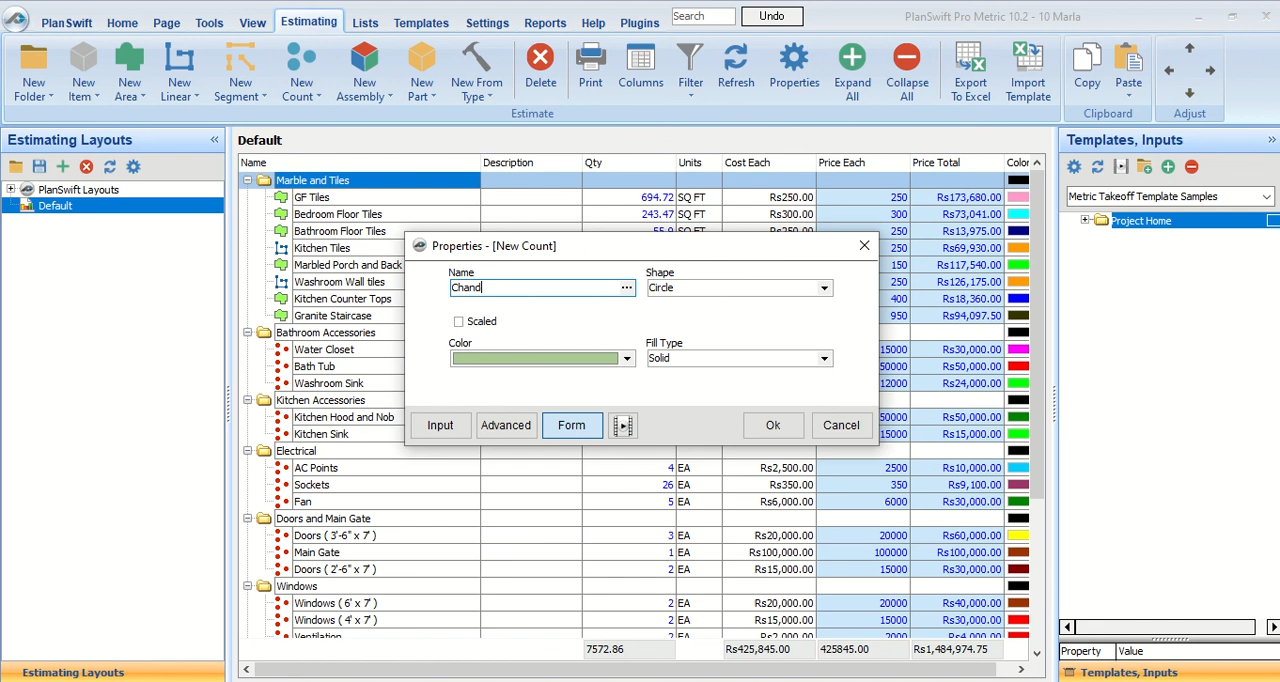 PlanSwift Home Page Tools View Estimating Lists Templates Settings Reports Help Plugins Search Undo PlanSwift Pro Metric 10.2 - 10 Marla
New Folder New Item New Area New Linear New Segment New Count New Assembly New Part New From Type Delete Print Columns Filter Refresh Properties Expand All Collapse All Export To Excel Import Template Copy Paste
Estimate Clipboard Adjust
Estimating Layouts
PlanSwift Layouts
Default
Estimating Layouts
Default
Name Description Qty Units Cost Each Price Each Price Total Color
Marble and Tiles
GF Tiles 694.72 SQ FT Rs250.00 250 Rs173,680.00
Bedroom Floor Tiles 243.47 SQ FT Rs300.00 300 Rs73,041.00
Bathroom Floor Tiles 55.9 SQ FT Rs250.00 250 Rs13,975.00
Kitchen Tiles 250 Rs69,930.00
Marbled Porch and Back 150 Rs117,540.00
Washroom Wall tiles 250 Rs126,175.00
Kitchen Counter Tops 400 Rs18,360.00
Granite Staircase 950 Rs94,097.50
Bathroom Accessories
Water Closet 15000 Rs30,000.00
Bath Tub 50000 Rs50,000.00
Washroom Sink 12000 Rs24,000.00
Kitchen Accessories
Kitchen Hood and Nob 50000 Rs50,000.00
Kitchen Sink 15000 Rs15,000.00
Electrical
AC Points 4 EA Rs2,500.00 2500 Rs10,000.00
Sockets 26 EA Rs350.00 350 Rs9,100.00
Fan 5 EA Rs6,000.00 6000 Rs30,000.00
Doors and Main Gate
Doors ( 3'-6" x 7' ) 3 EA Rs20,000.00 20000 Rs60,000.00
Main Gate 1 EA Rs100,000.00 100000 Rs100,000.00
Doors ( 2'-6" x 7' ) 2 EA Rs15,000.00 15000 Rs30,000.00
Windows
Windows ( 6' x 7' ) 2 EA Rs20,000.00 20000 Rs40,000.00
Windows ( 4' x 7' ) 2 EA Rs15,000.00 15000 Rs30,000.00
Ventilation 2 EA Rs2,000.00 2000 Rs4,000.00
7572.86 Rs425,845.00 425845.00 Rs1,484,974.75
Properties - [New Count]
Name Shape
Chand ... Circle
Scaled
Color Fill Type
Solid
Input Advanced Form Ok Cancel
Templates, Inputs
Metric Takeoff Template Samples
Project Home
Property Value
Templates, Inputs